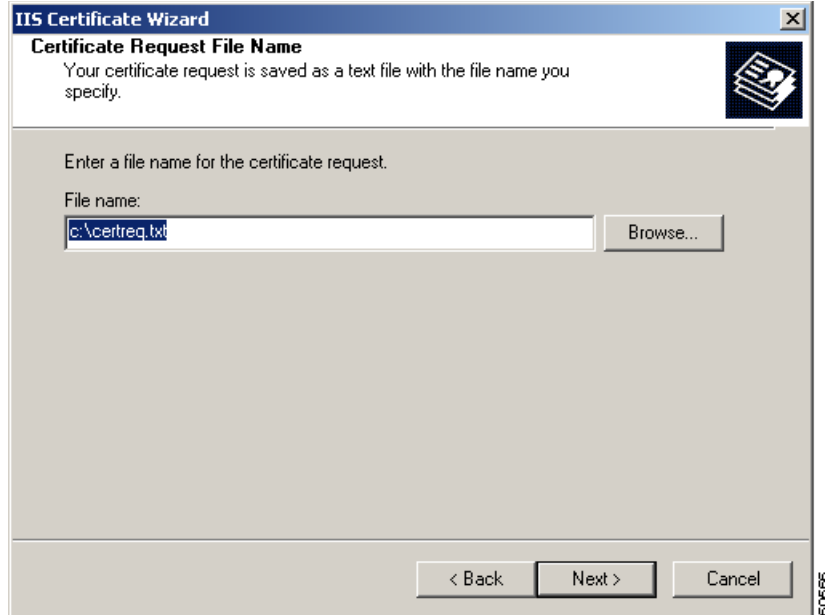 IIS Certificate Wizard
Certificate Request File Name
Your certificate request is saved as a text file with the file name you
specify.
Enter a file name for the certificate request.
File name:
c:\certreq.txt
Browse...
< Back
Next >
Cancel